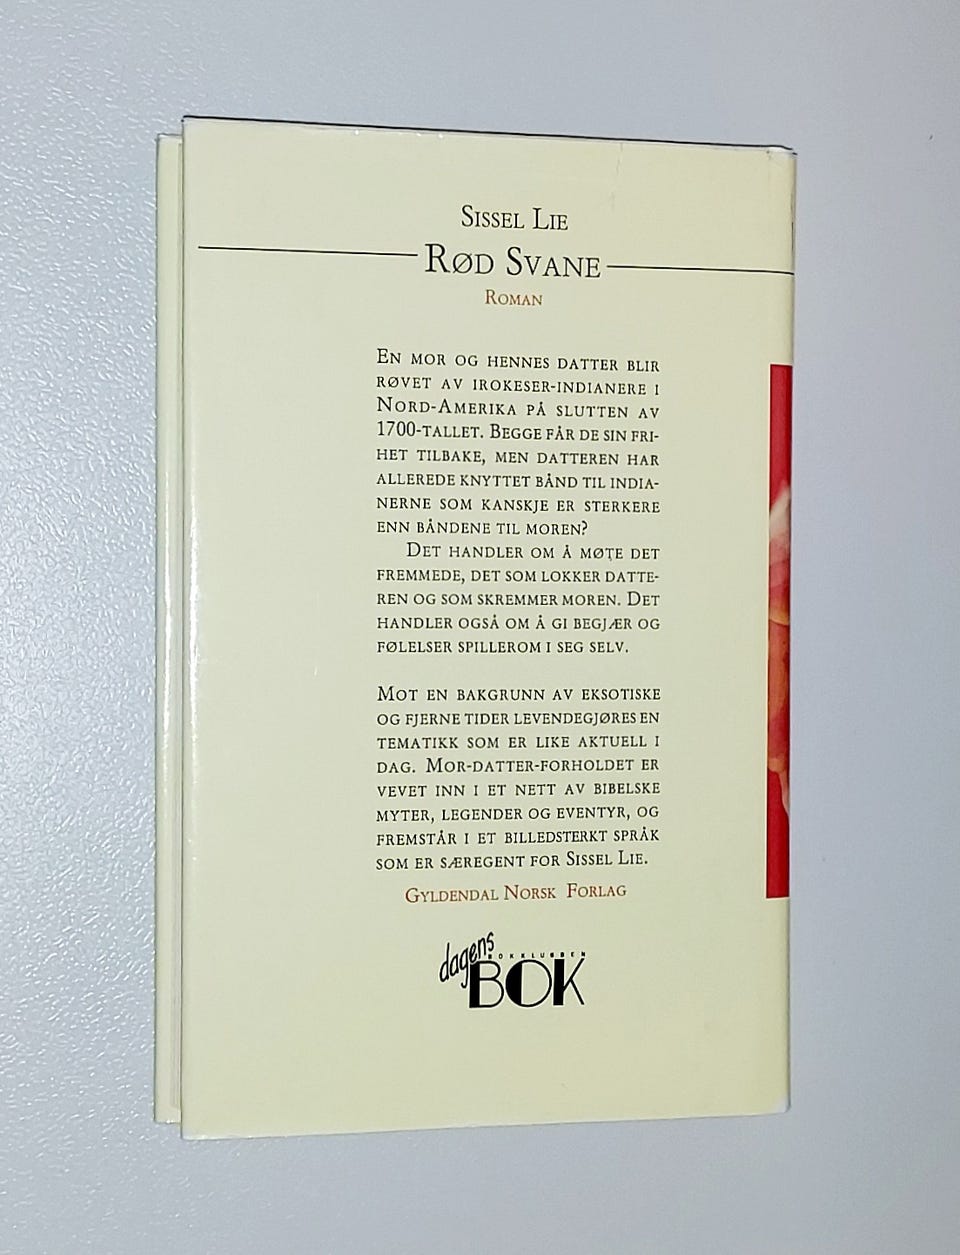 SISSEL LIE
RØD SVANE
ROMAN
EN MOR OG HENNES DATTER BLIR
RØVET AV IROKESER-INDIANERE I
NORD-AMERIKA PÅ SLUTTEN AV
1700-TALLET. BEGGE FÅR DE SIN FRI-
HET TILBAKE, MEN DATTEREN HAR
ALLEREDE KNYTTET BÅND TIL INDIA-
NERNE SOM KANSKJE ER STERKERE
ENN BÅNDENE TIL MOREN?
DET HANDLER OM Å MØTE DET
FREMMEDE, DET SOM LOKKER DATTE-
REN OG SOM SKREMMER MOREN. DET
HANDLER OGSÅ OM Å GI BEGJÆR OG
FØLELSER SPILLEROM I SEG SELV.
MOT EN BAKGRUNN AV EKSOTISKE
OG FJERNE TIDER LEVENDEGJØRES EN
TEMATIKK SOM ER LIKE AKTUELL I
DAG. MOR-DATTER-FORHOLDET ER
VEVET INN I ET NETT AV BIBELSKE
MYTER, LEGENDER OG EVENTYR, OG
FREMSTÅR I ET BILLEDSTERKT SPRÅK
SOM ER SÆREGENT FOR SISSEL LIE.
GYLDENDAL NORSK FORLAG
dagens
BOKKLUBBEN
BOK